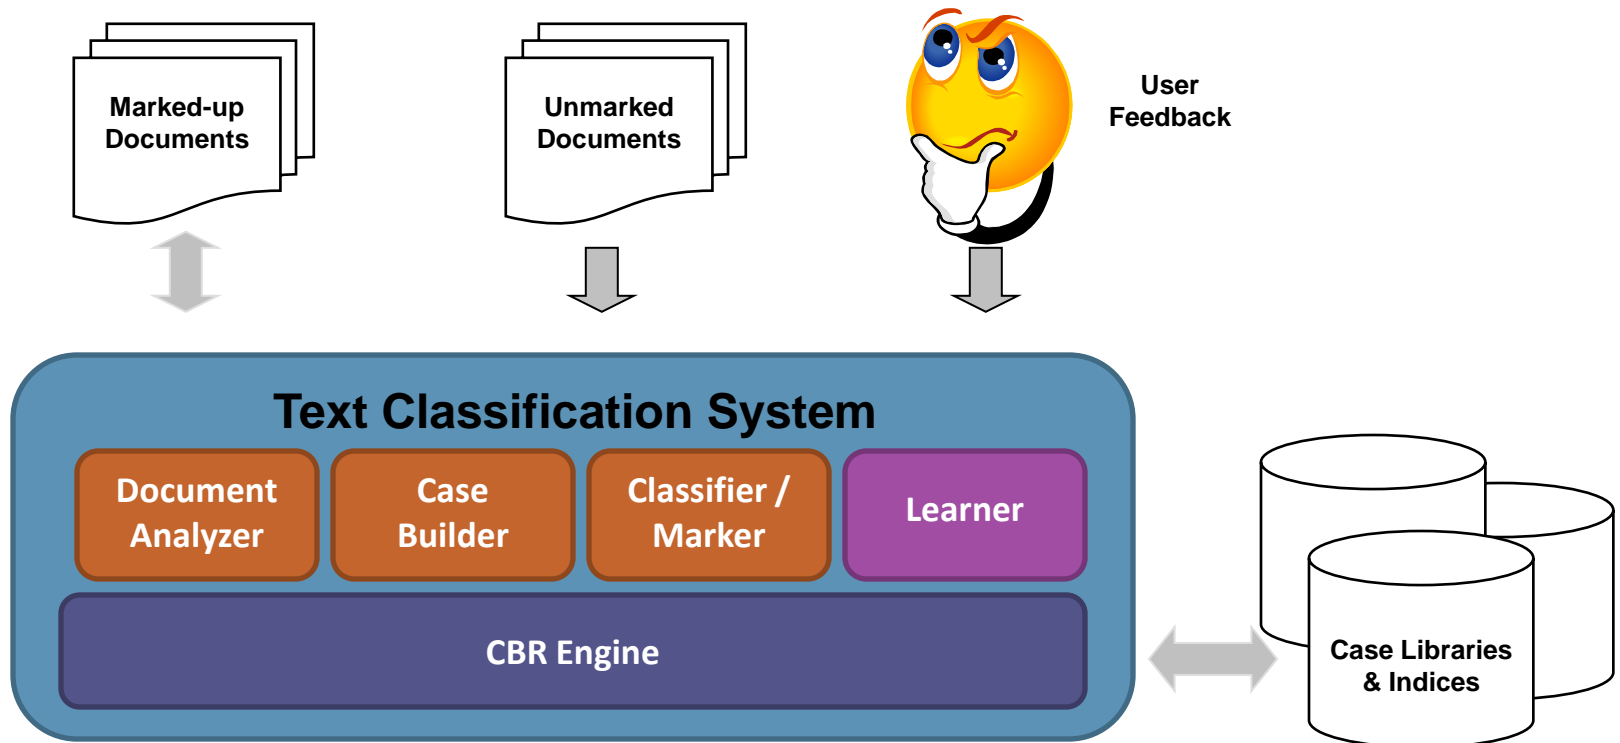 Marked-up
Documents
Unmarked
Documents
User
Feedback
Text Classification System
Document
Analyzer
Case
Builder
Classifier /
Marker
Learner
CBR Engine
Case Libraries
& Indices